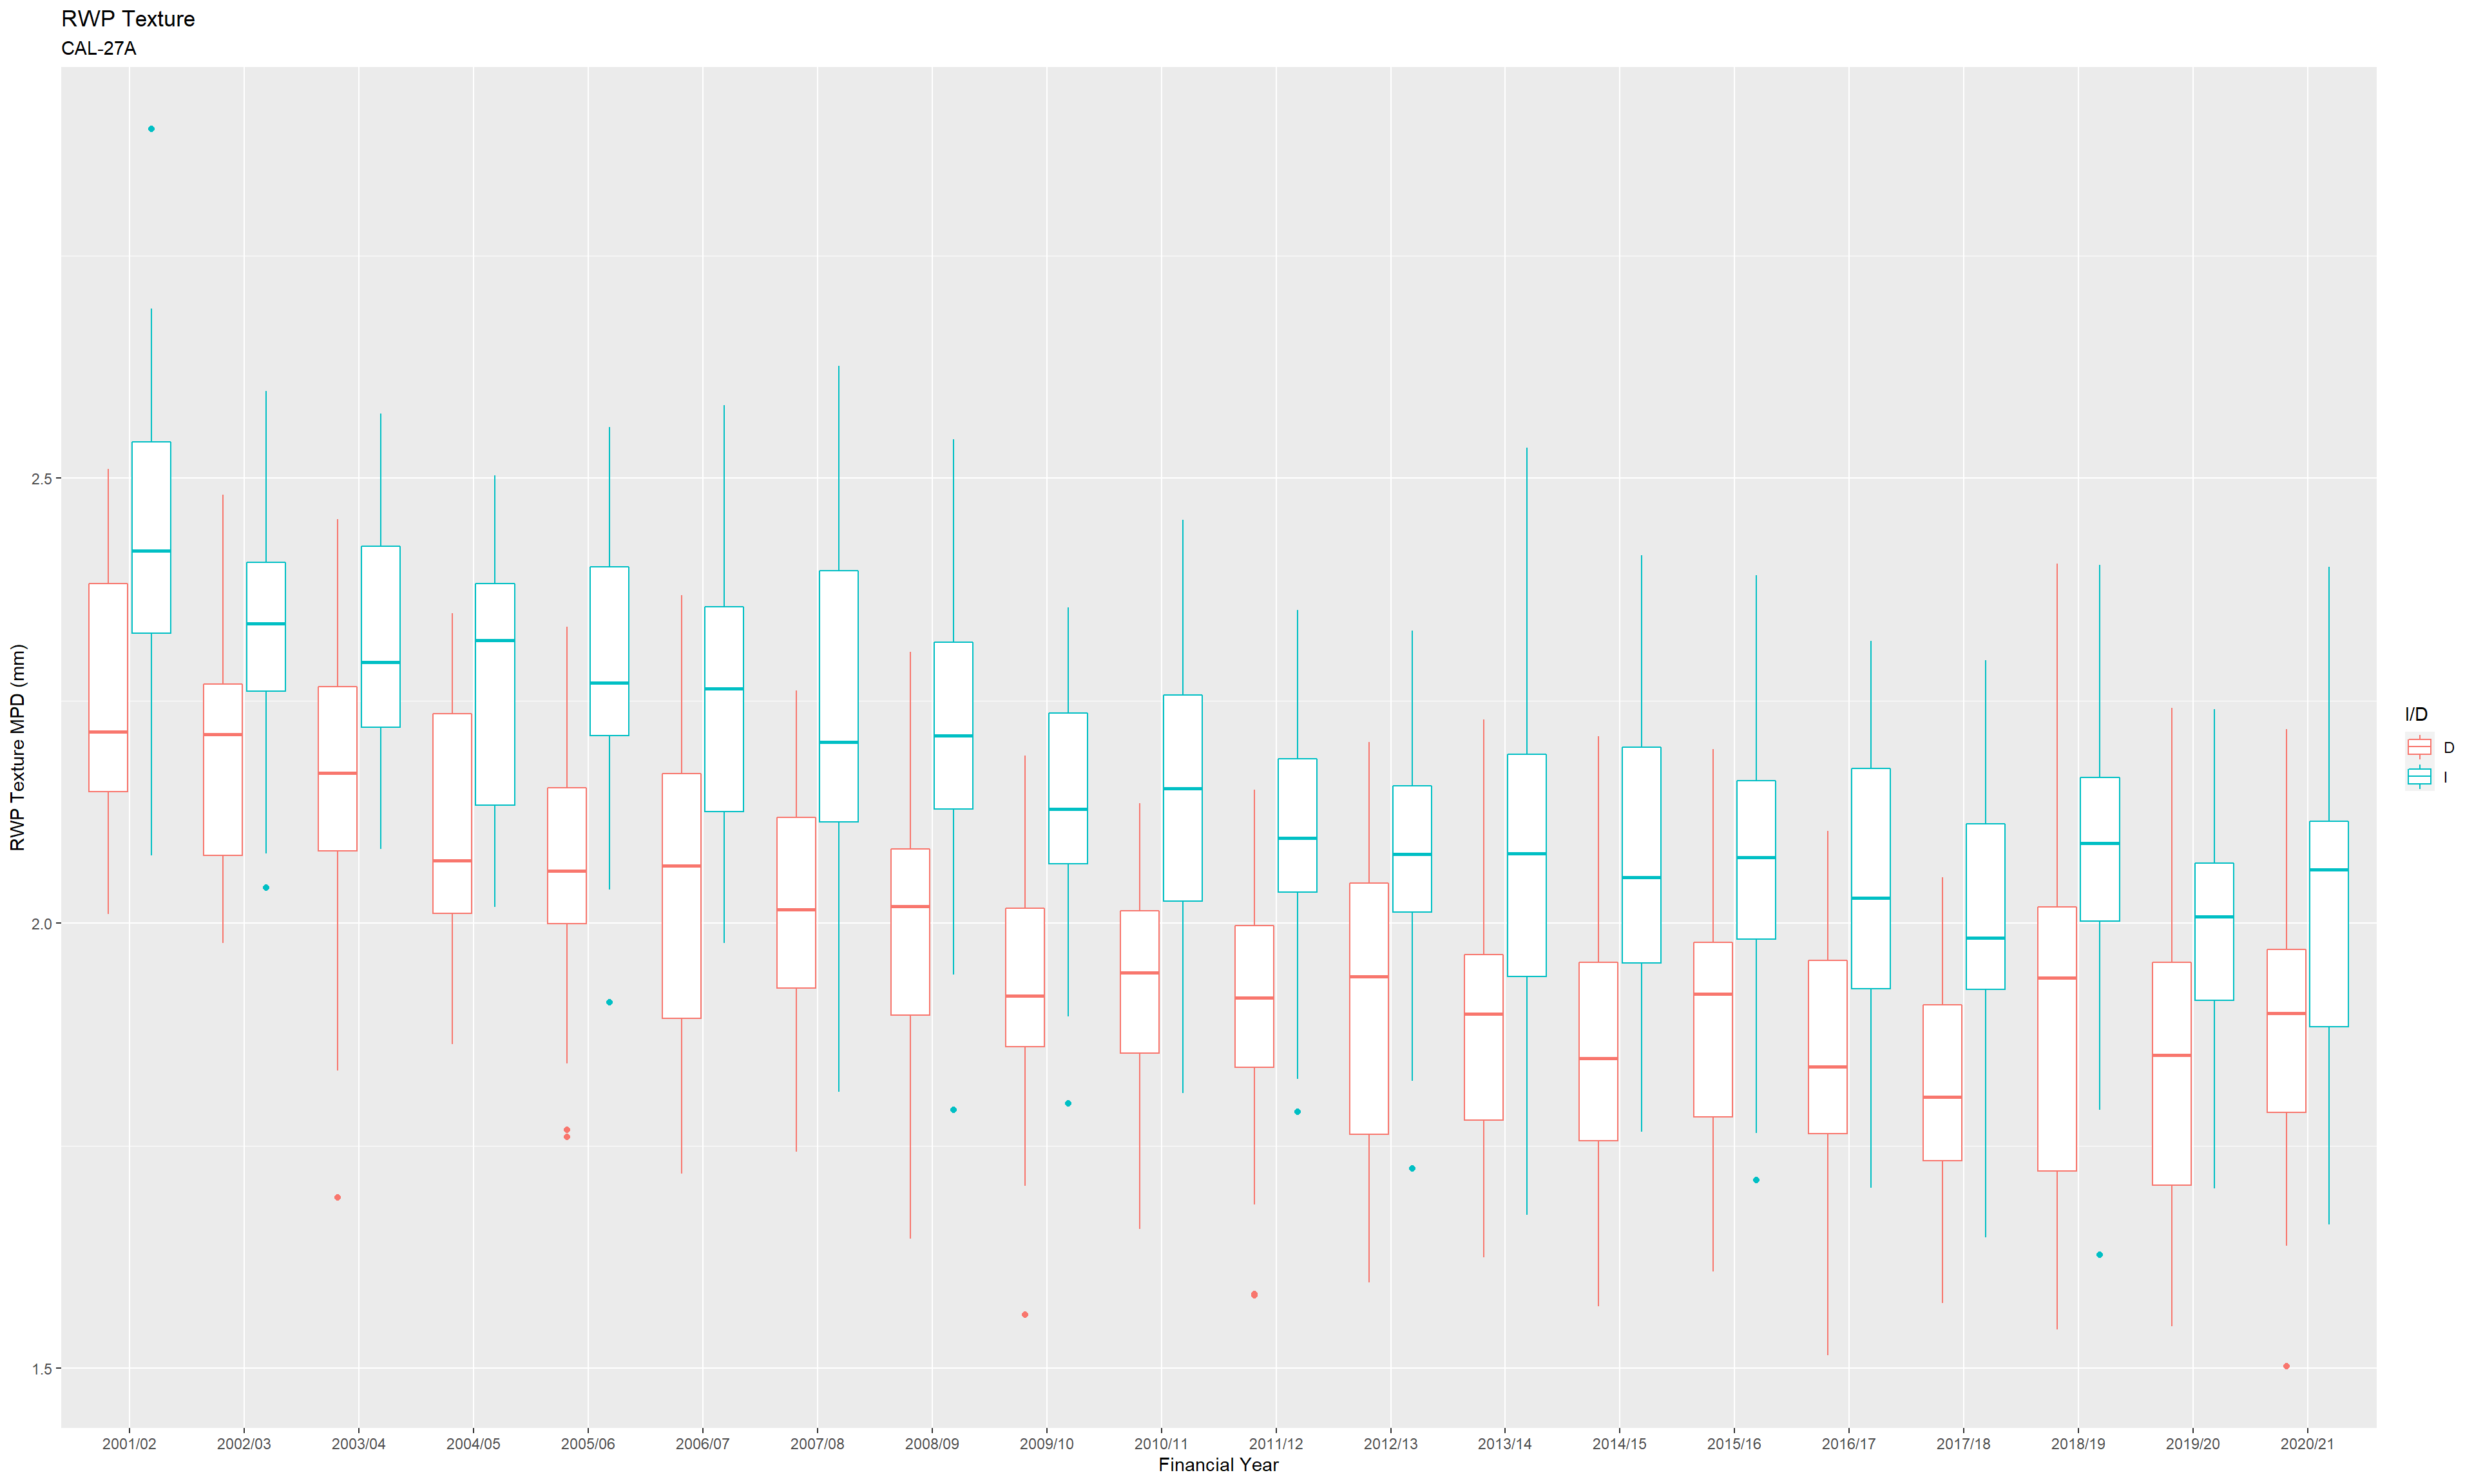 RWP Texture
CAL-27A
RWP Texture MPD (mm)
2.5
2.0
1.5
2001/02 2002/03 2003/04 2004/05 2005/06 2006/07 2007/08 2008/09 2009/10 2010/11 2011/12 2012/13 2013/14 2014/15 2015/16 2016/17 2017/18 2018/19 2019/20 2020/21
Financial Year
I/D
D
I